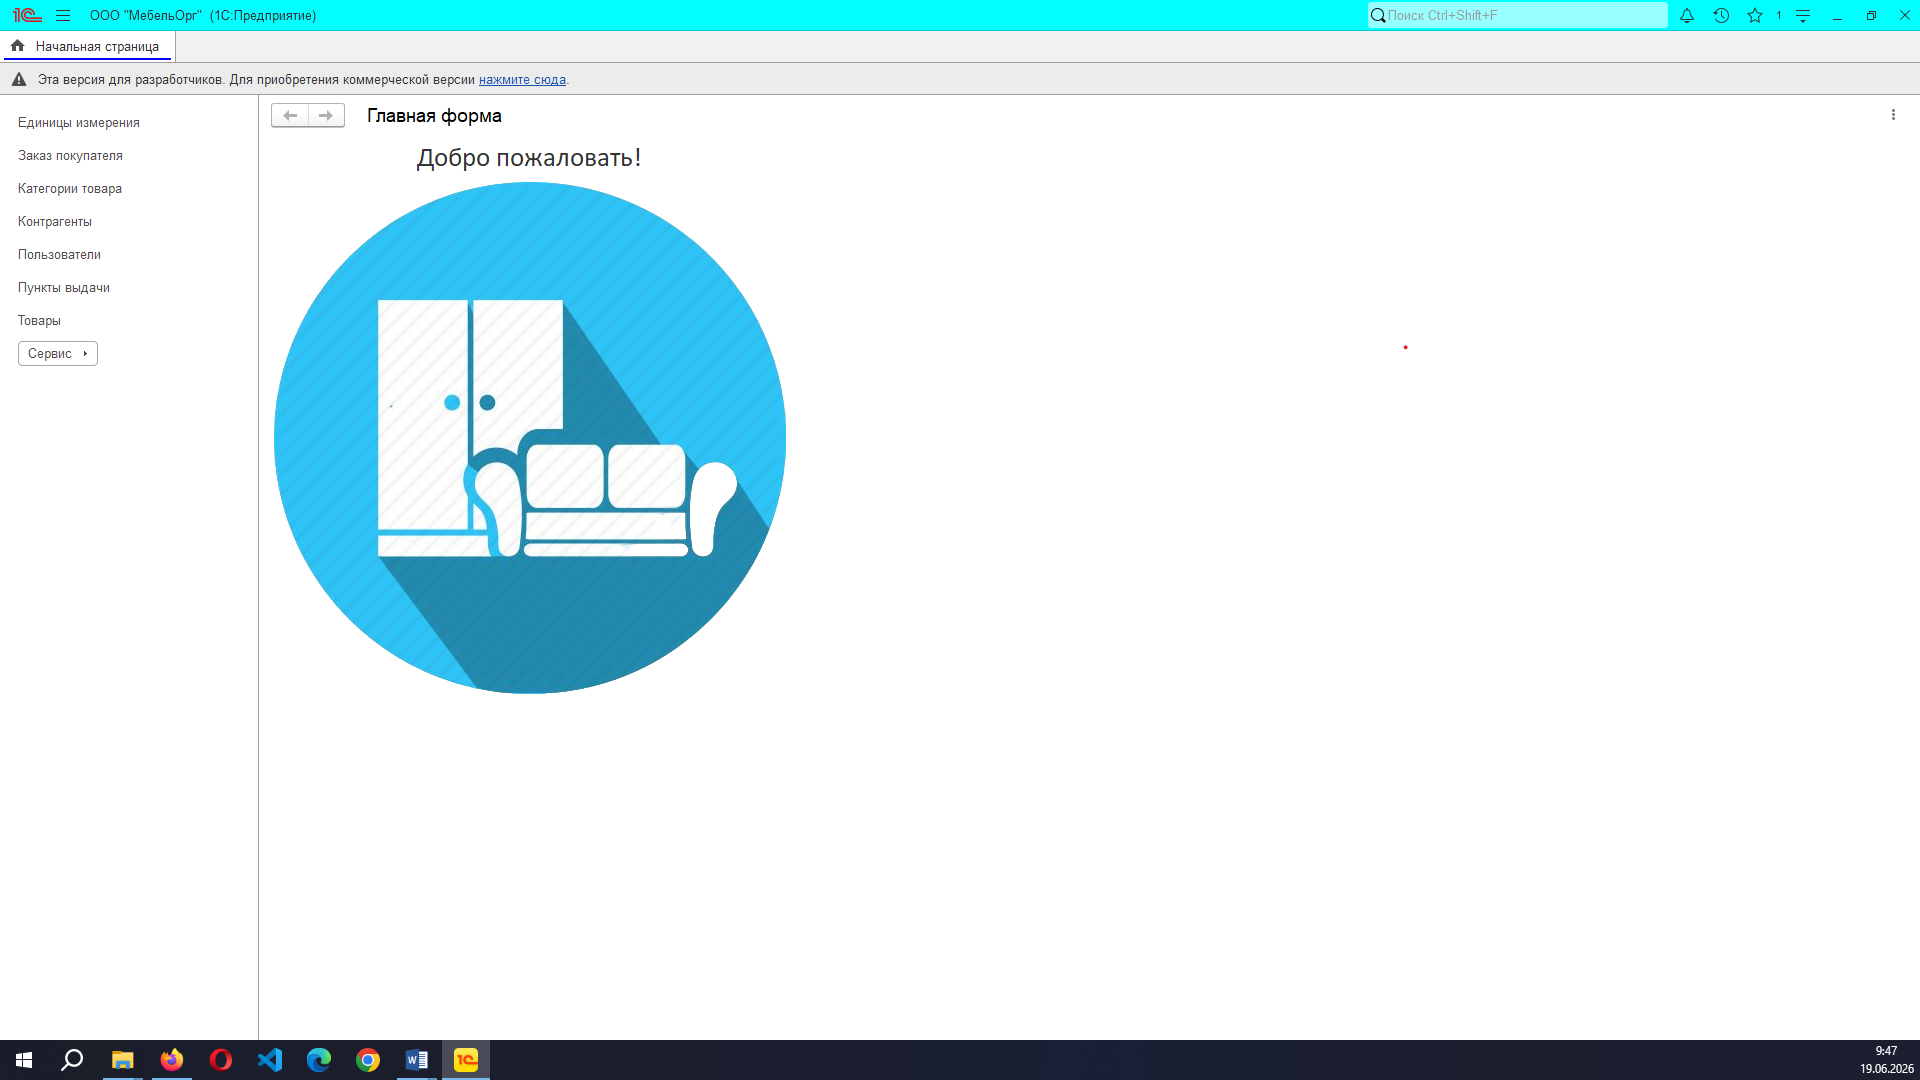 1С ООО "МебельОрг" (1С:Предприятие) Поиск Ctrl+Shift+F 1
Начальная страница
Эта версия для разработчиков. Для приобретения коммерческой версии нажмите сюда.
Единицы измерения
Заказ покупателя
Категории товара
Контрагенты
Пользователи
Пункты выдачи
Товары
Сервис
Главная форма
Добро пожаловать!
W
1С
9:47
19.06.2026